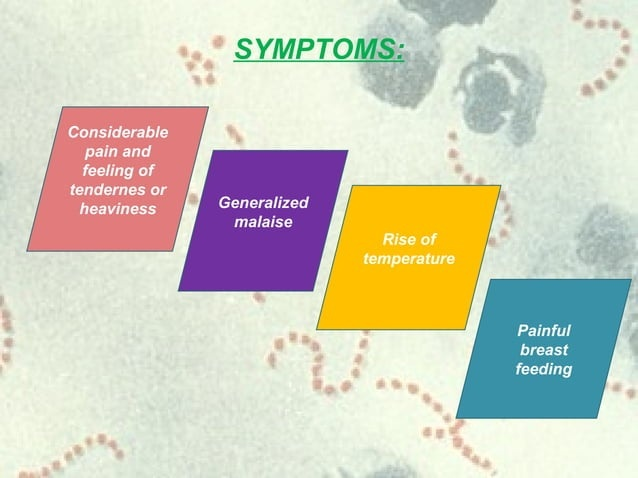 SYMPTOMS:
Considerable
pain and
feeling of
tendernes or
heaviness
Generalized
malaise
Rise of
temperature
Painful
breast
feeding